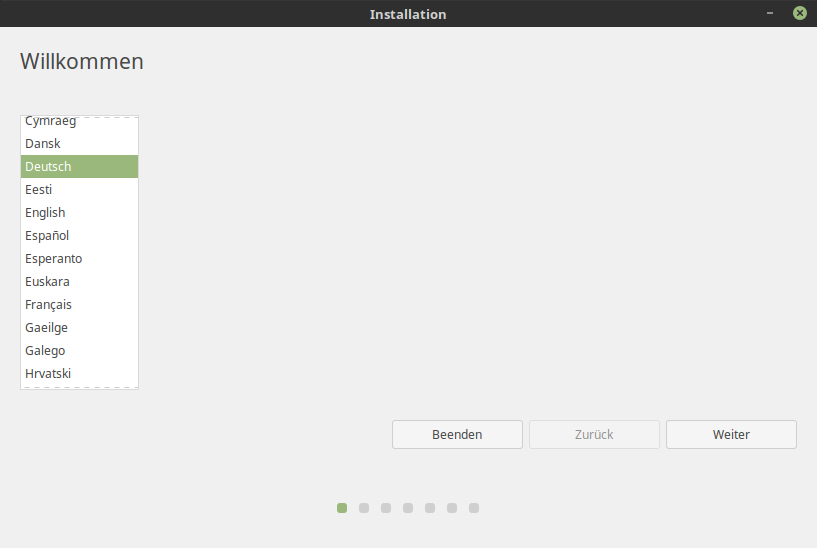 Installation
Willkommen
Cymraeg
Dansk
Deutsch
Eesti
English
Español
Esperanto
Euskara
Français
Gaeilge
Galego
Hrvatski
Beenden Zurück Weiter